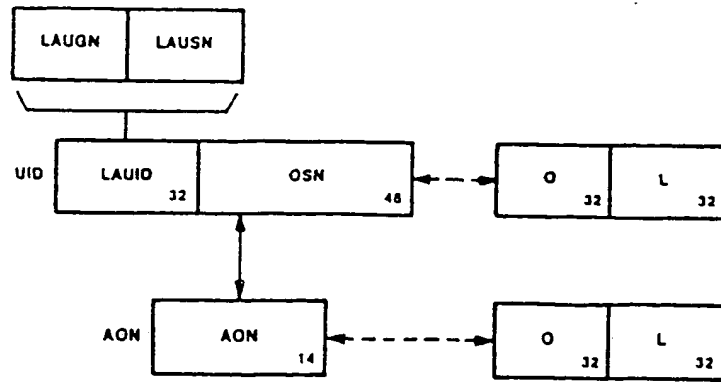 LAUGN LAUSN
UID LAUID 32 OSN 48 O 32 L 32
AON AON 14 O 32 L 32